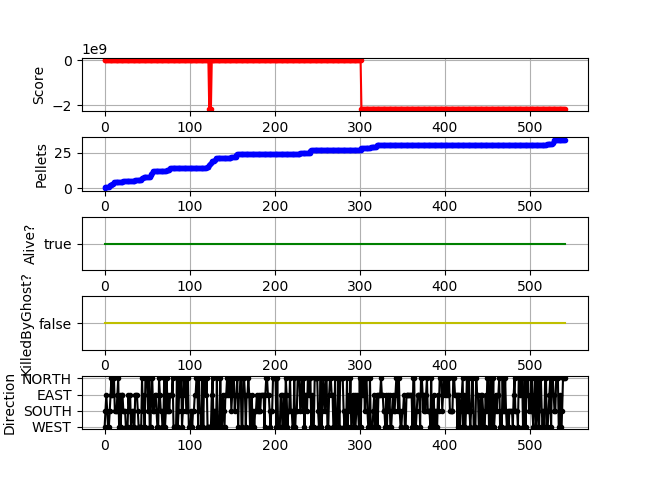 1e9
Score
0
−2
0 100 200 300 400 500
Pellets
25
0
0 100 200 300 400 500
Alive?
true
0 100 200 300 400 500
KilledByGhost?
false
0 100 200 300 400 500
Direction
NORTH
EAST
SOUTH
WEST
0 100 200 300 400 500